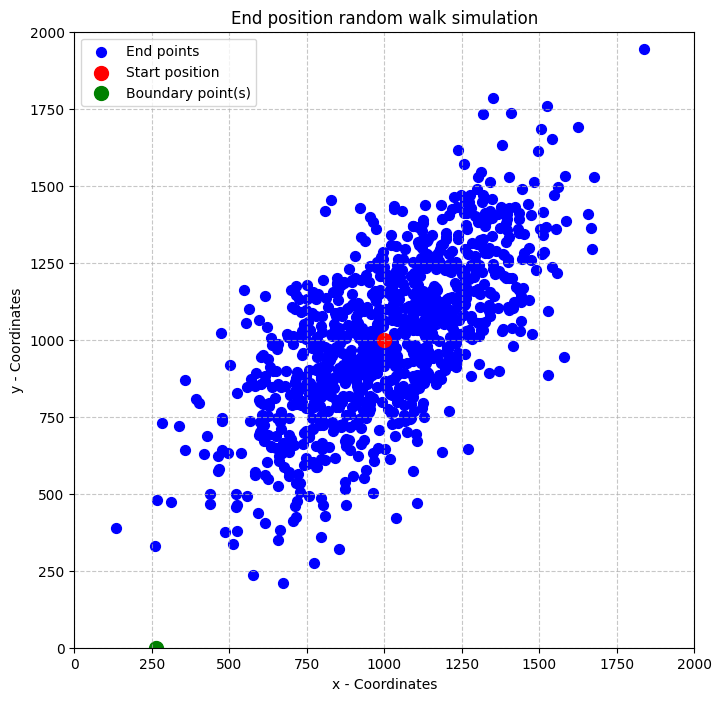 End position random walk simulation
2000
1750
1500
1250
1000
750
500
250
0
y - Coordinates
End points
Start position
Boundary point(s)
0 250 500 750 1000 1250 1500 1750 2000
x - Coordinates